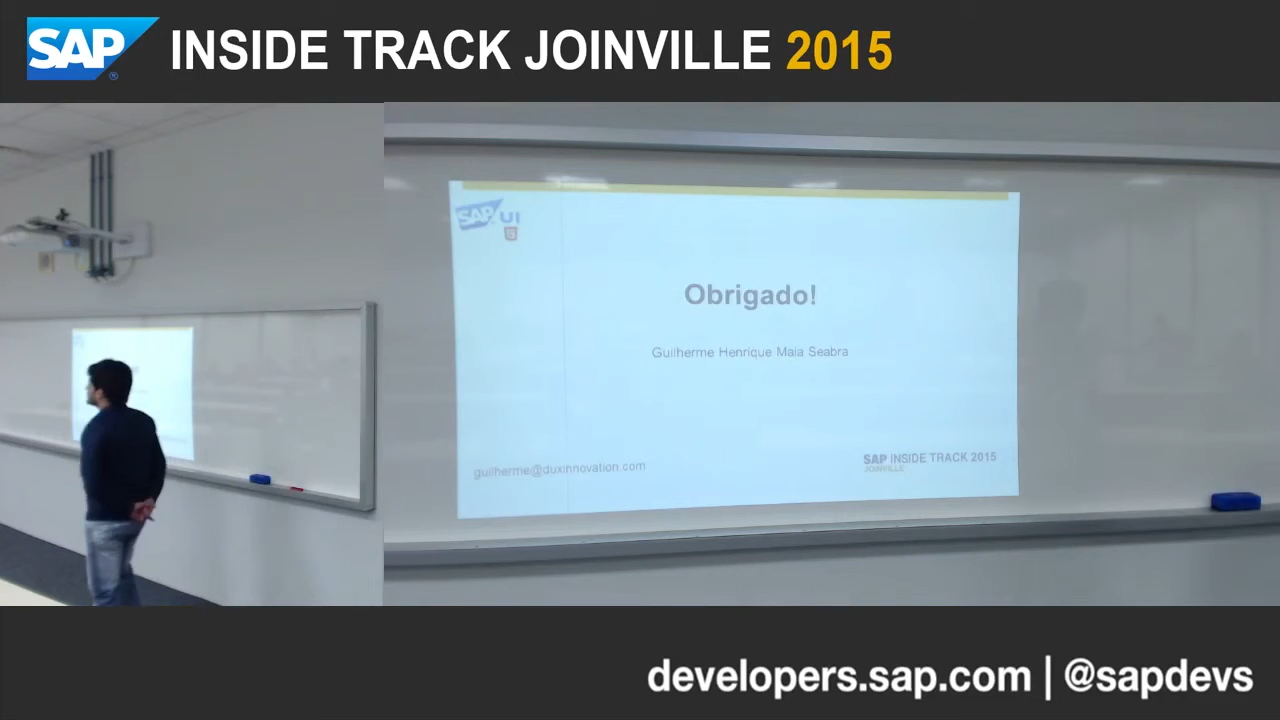 SAP INSIDE TRACK JOINVILLE 2015
SAP UI
5
Obrigado!
Guilherme Henrique Maia Seabra
guilherme@duxinnovation.com
SAP INSIDE TRACK 2015
JOINVILLE
developers.sap.com | @sapdevs